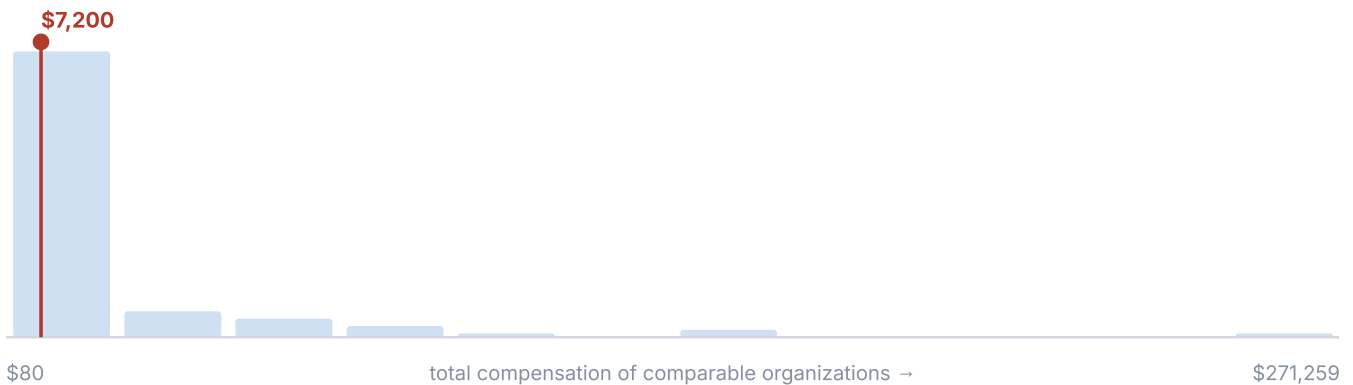 $7,200
$80 total compensation of comparable organizations → $271,259